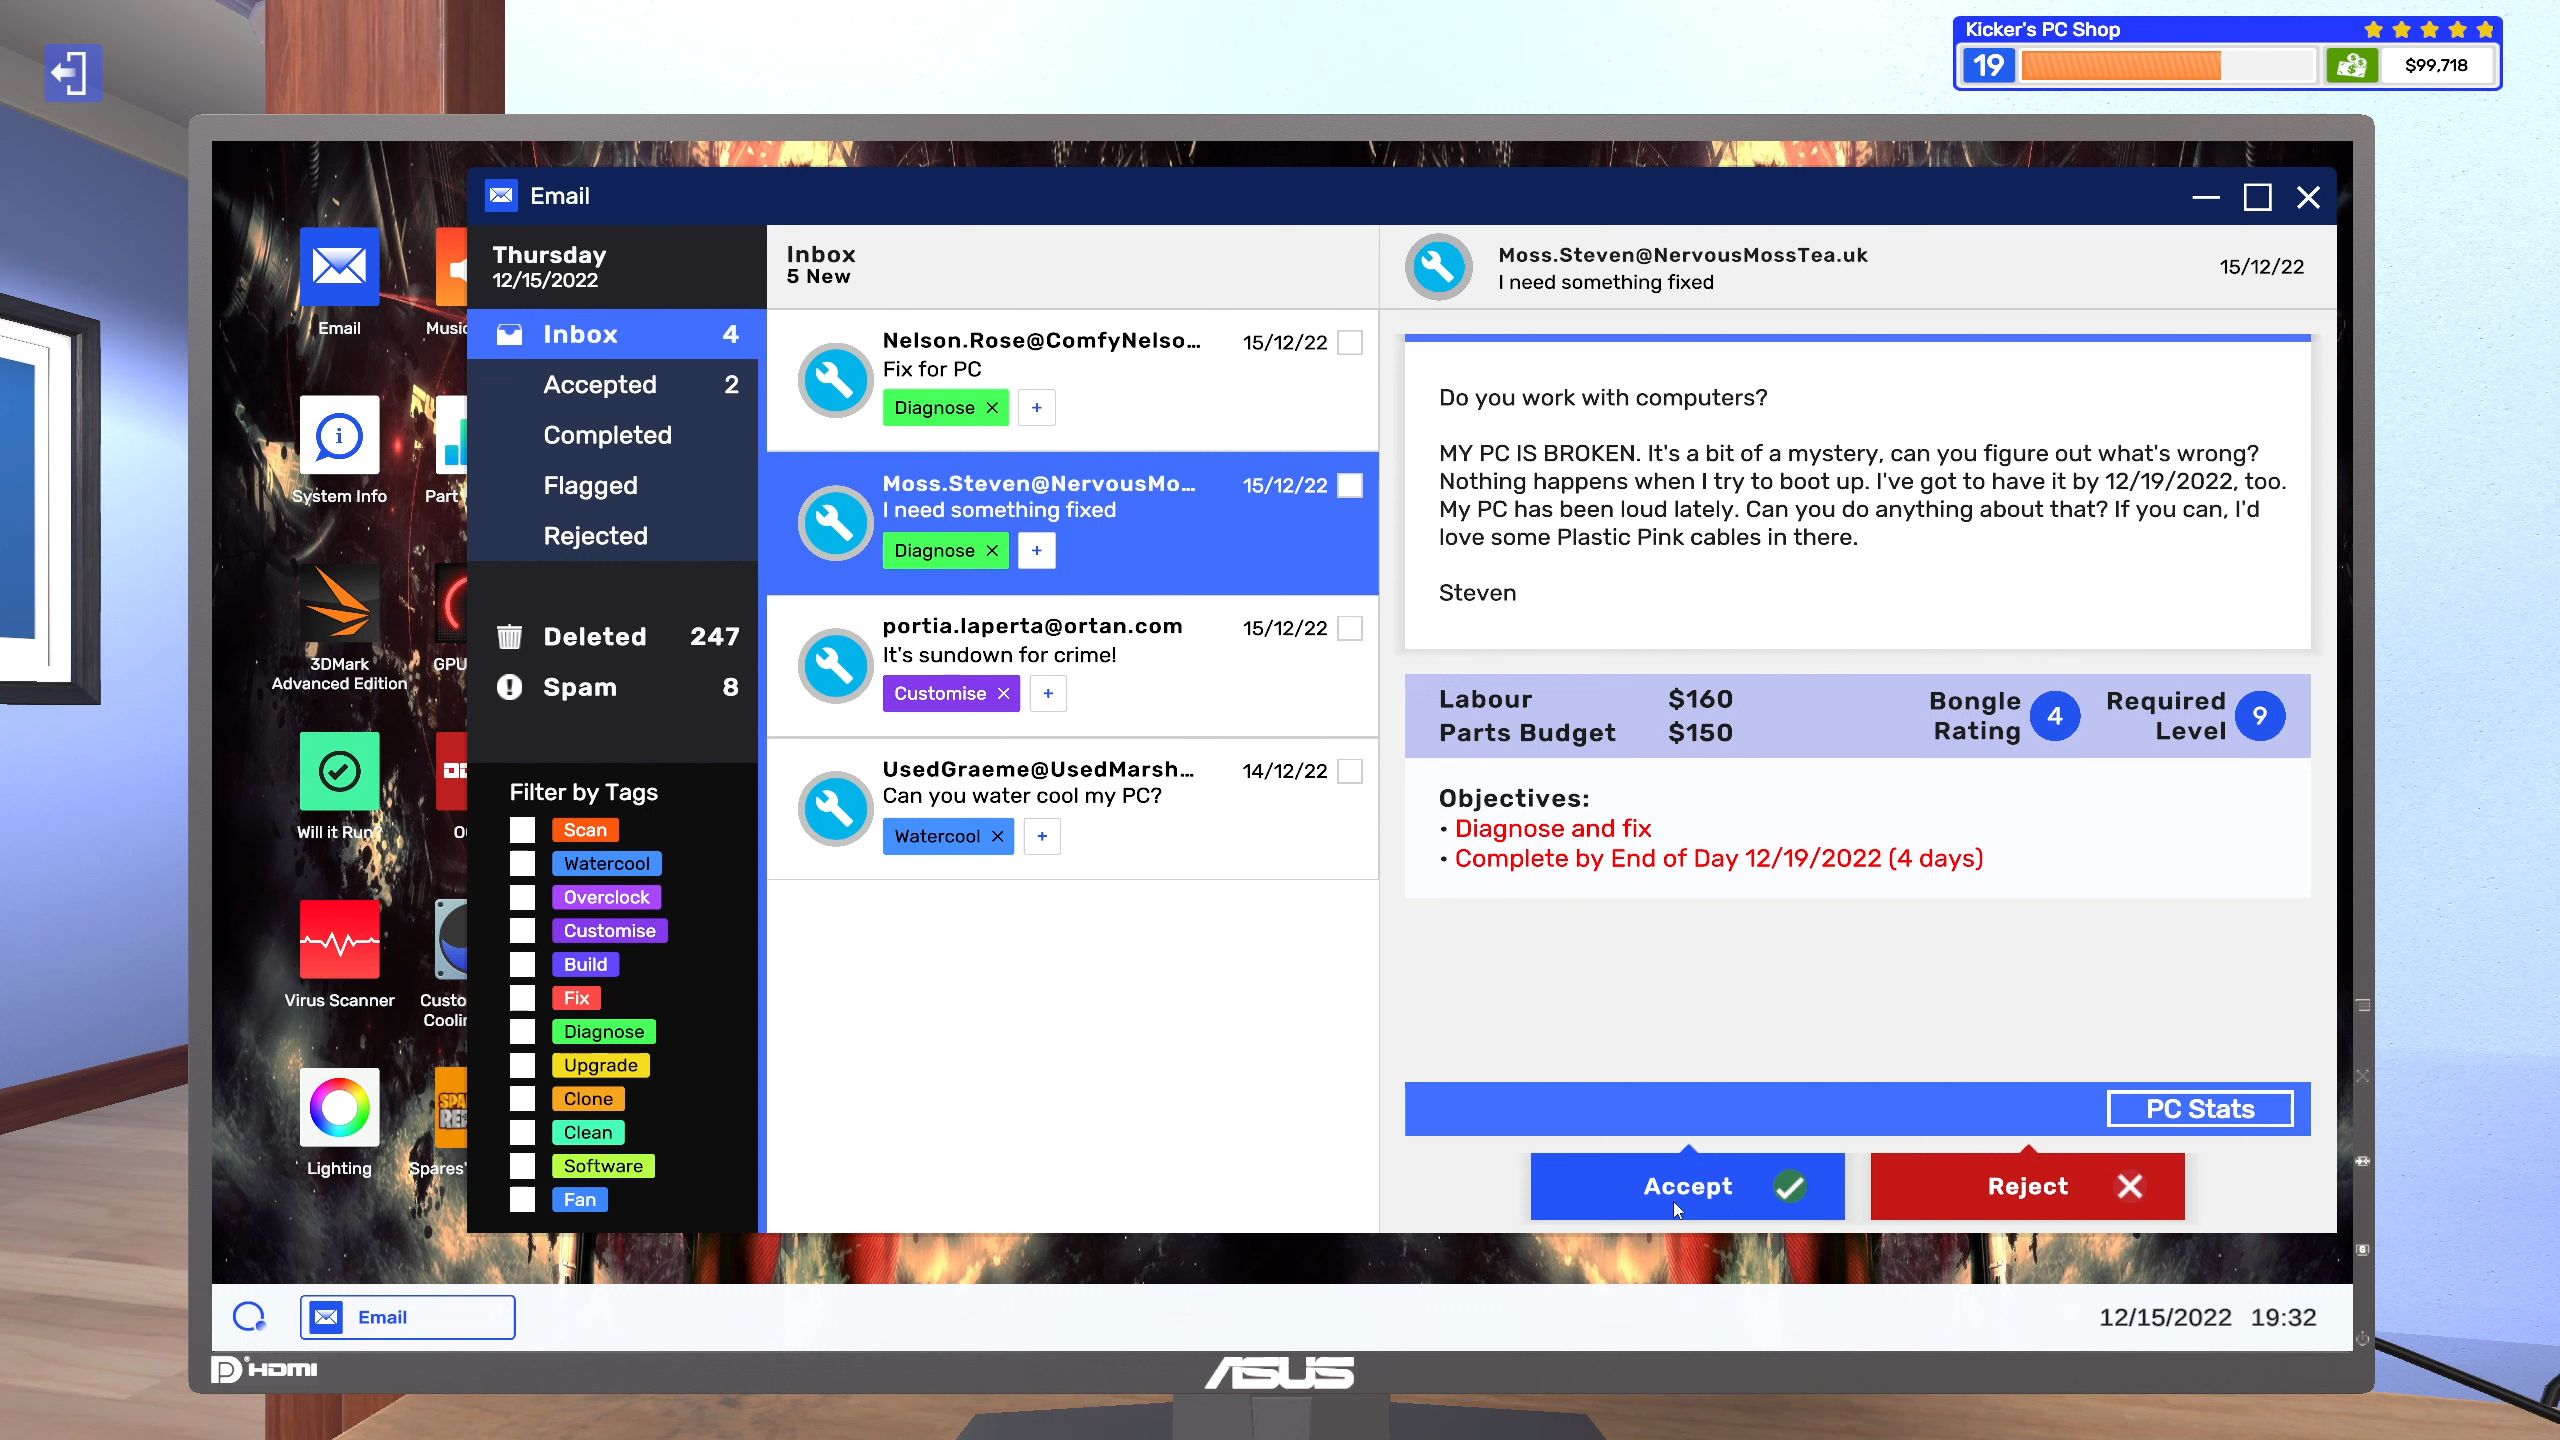 Kicker's PC Shop
19
$99,718
Email
Thursday
12/15/2022
Inbox 4
Accepted 2
Completed
Flagged
Rejected
Deleted 247
Spam 8
Filter by Tags
Scan
Watercool
Overclock
Customise
Build
Fix
Diagnose
Upgrade
Clone
Clean
Software
Fan
Inbox
5 New
Nelson.Rose@ComfyNelso...
15/12/22
Fix for PC
Diagnose × +
Moss.Steven@NervousMo...
15/12/22
I need something fixed
Diagnose × +
portia.laperta@ortan.com
15/12/22
It's sundown for crime!
Customise × +
UsedGraeme@UsedMarsh...
14/12/22
Can you water cool my PC?
Watercool × +
Moss.Steven@NervousMossTea.uk
I need something fixed
15/12/22
Do you work with computers?
MY PC IS BROKEN. It's a bit of a mystery, can you figure out what's wrong?
Nothing happens when I try to boot up. I've got to have it by 12/19/2022, too.
My PC has been loud lately. Can you do anything about that? If you can, I'd
love some Plastic Pink cables in there.
Steven
Labour $160
Parts Budget $150
Bongle Rating 4
Required Level 9
Objectives:
• Diagnose and fix
• Complete by End of Day 12/19/2022 (4 days)
PC Stats
Accept
Reject
Email
Music
System Info
Part
3DMark
Advanced Edition
GPU
Will it Run?
Virus Scanner
Custo
Coolin
Lighting
Spares'
Email
12/15/2022 19:32
HDMI
ASUS